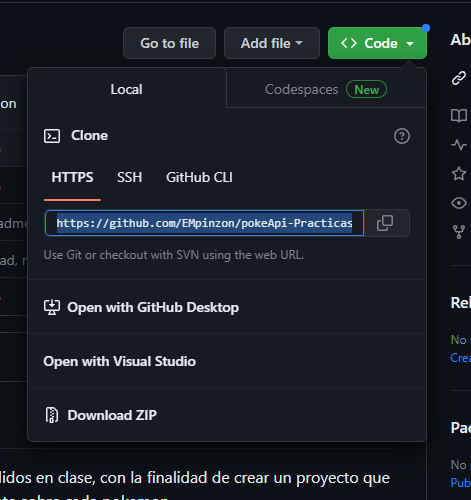 Go to file
Add file
Code
Abo
Local
Codespaces New
on
Clone
HTTPS
SSH
GitHub CLI
https://github.com/EMpinzon/pokeApi-Practicas
Use Git or checkout with SVN using the web URL.
Open with GitHub Desktop
Open with Visual Studio
Download ZIP
adme
ad, r
Rel
No
Crea
Pac
No
Pub
lidos en clase, con la finalidad de crear un proyecto que